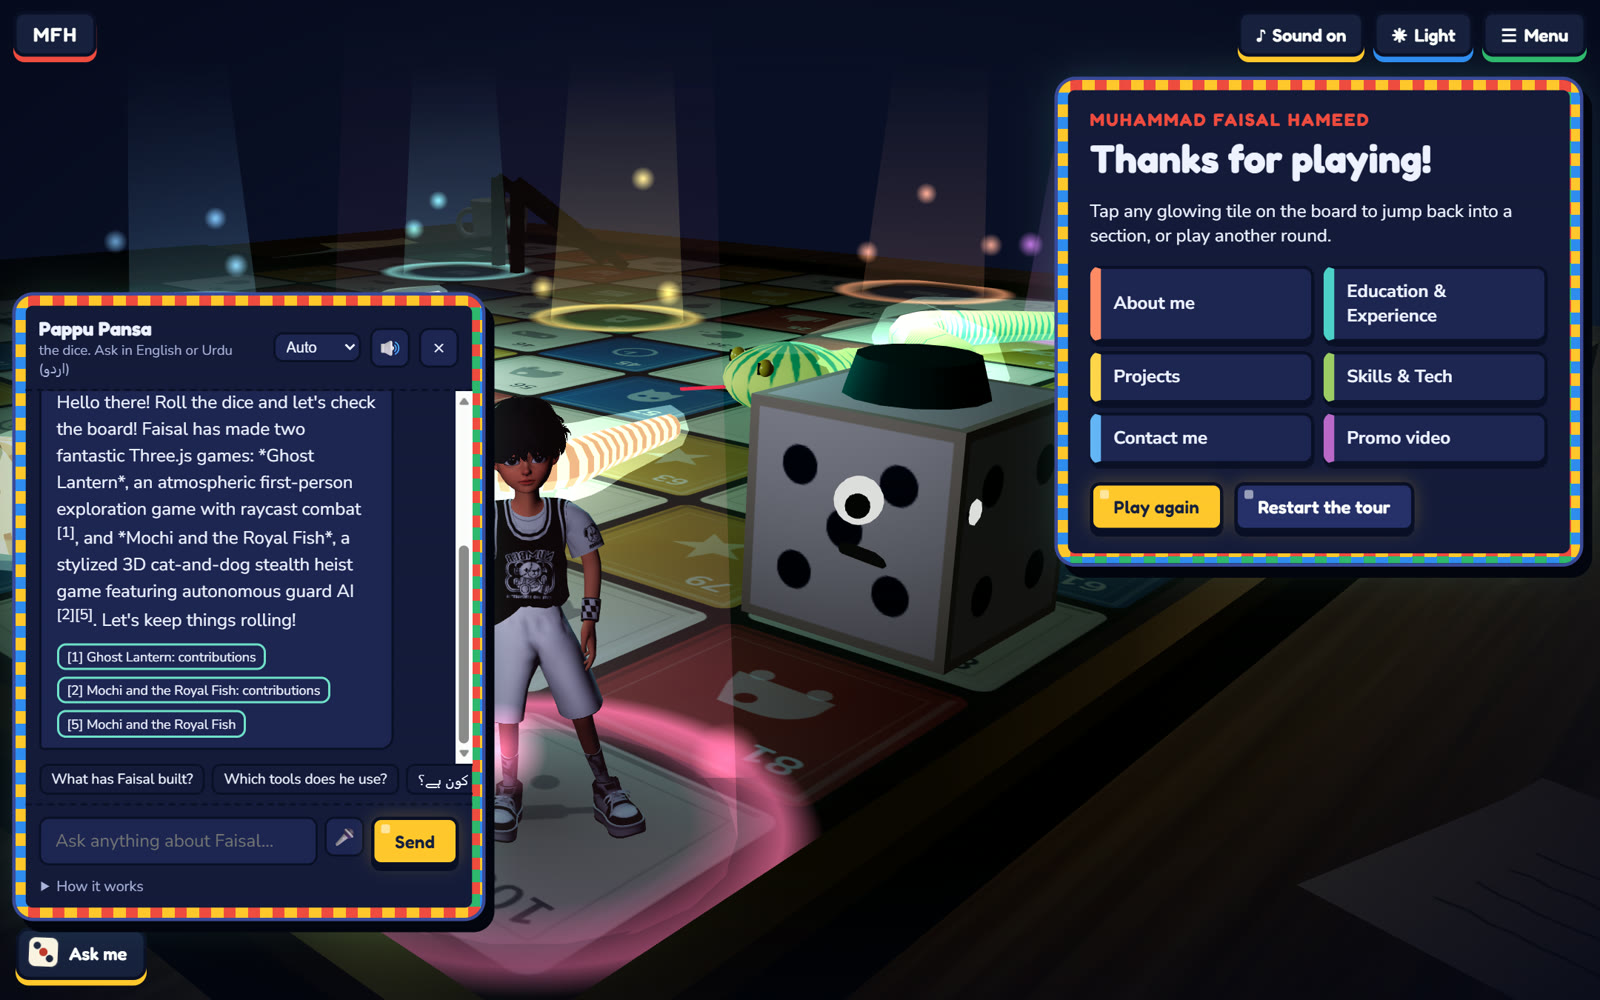 MFH
♪ Sound on
☀ Light
☰ Menu
MUHAMMAD FAISAL HAMEED
Thanks for playing!
Tap any glowing tile on the board to jump back into a
section, or play another round.
About me
Education &
Experience
Projects
Skills & Tech
Contact me
Promo video
Play again
Restart the tour
Pappu Pansa
the dice. Ask in English or Urdu
(اردو)
Auto
×
Hello there! Roll the dice and let's check
the board! Faisal has made two
fantastic Three.js games: *Ghost
Lantern*, an atmospheric first-person
exploration game with raycast combat
[1], and *Mochi and the Royal Fish*, a
stylized 3D cat-and-dog stealth heist
game featuring autonomous guard AI
[2][5]. Let's keep things rolling!
[1] Ghost Lantern: contributions
[2] Mochi and the Royal Fish: contributions
[5] Mochi and the Royal Fish
What has Faisal built?
Which tools does he use?
کون ہے؟
Ask anything about Faisal...
Send
▶ How it works
Ask me
81
100
79
63
61